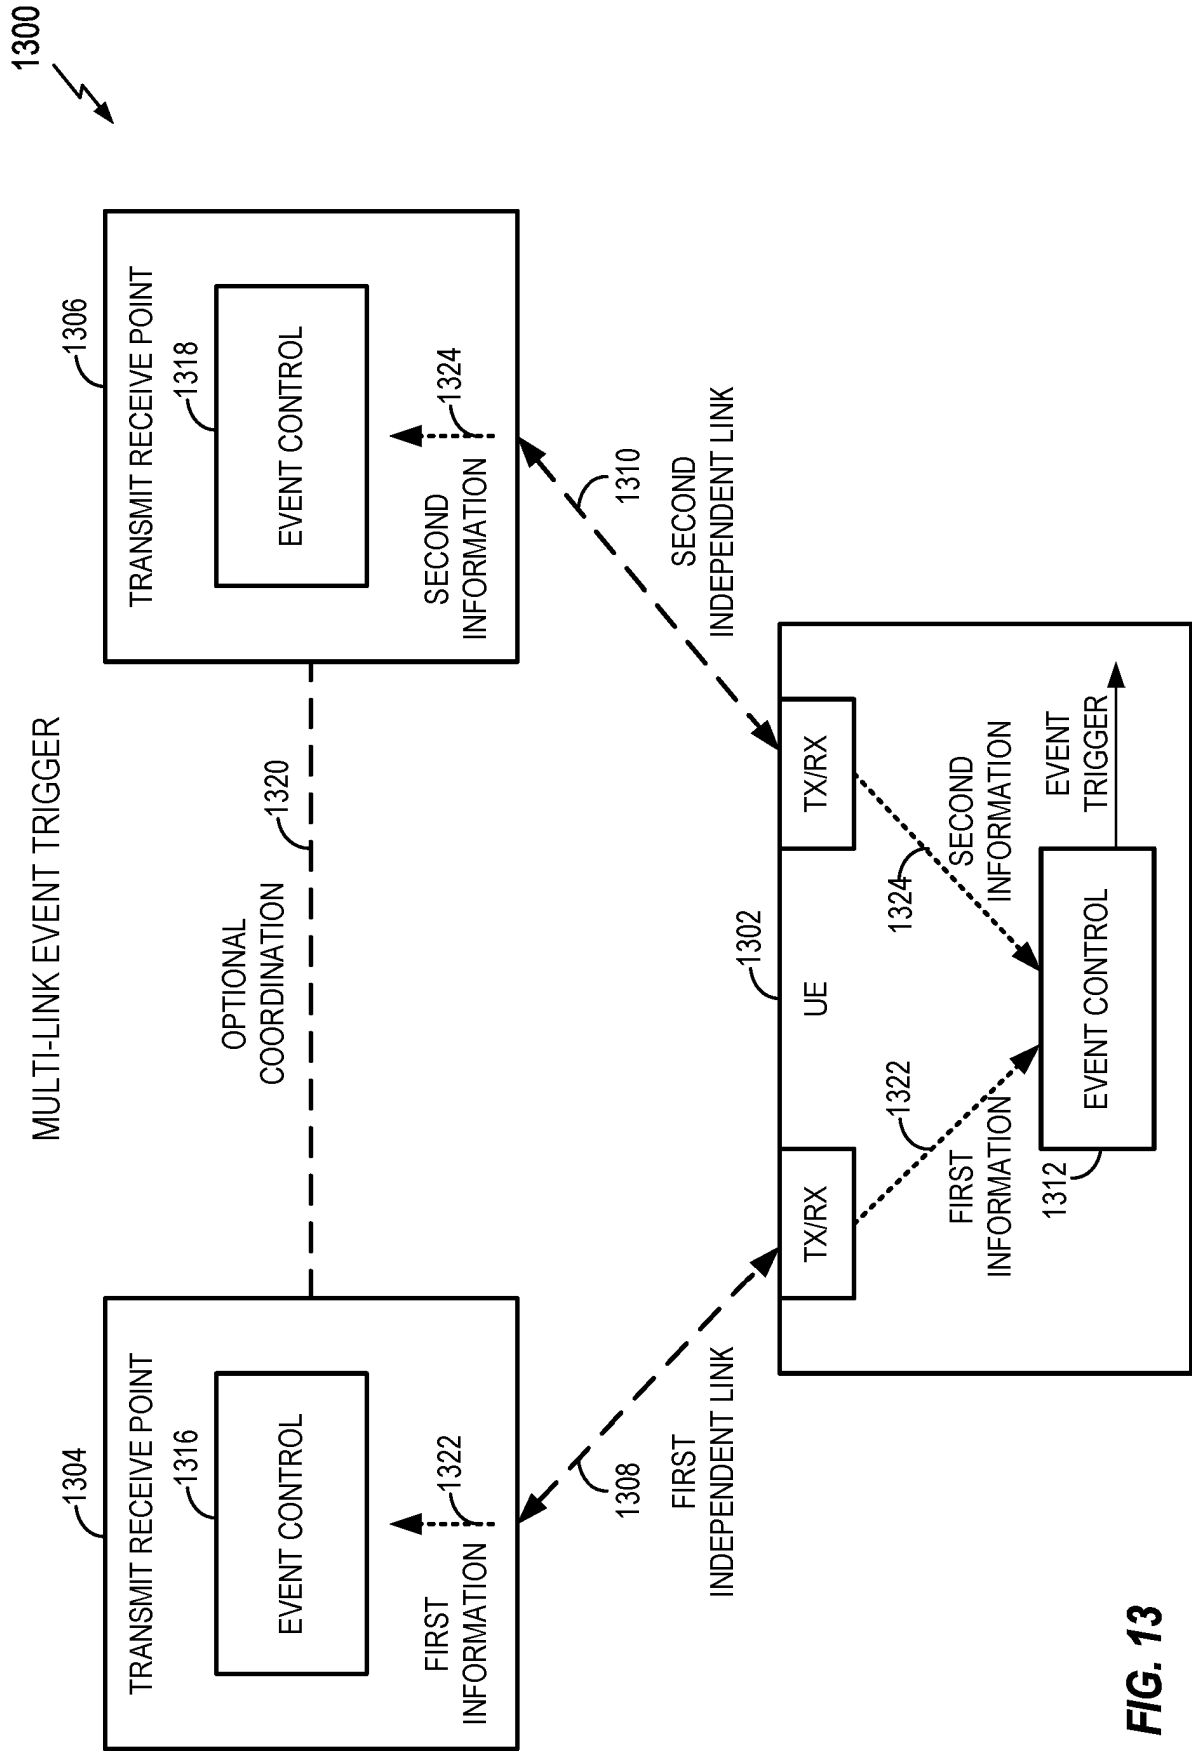 1300
MULTI-LINK EVENT TRIGGER
1304
TRANSMIT RECEIVE POINT
1316
EVENT CONTROL
FIRST
INFORMATION
1322
OPTIONAL
COORDINATION
1320
1306
TRANSMIT RECEIVE POINT
1318
EVENT CONTROL
SECOND
INFORMATION
1324
1308
FIRST
INDEPENDENT LINK
1310
SECOND
INDEPENDENT LINK
1302
TX/RX
UE
TX/RX
1322
FIRST
INFORMATION
1324
SECOND
INFORMATION
1312
EVENT CONTROL
EVENT
TRIGGER
FIG. 13